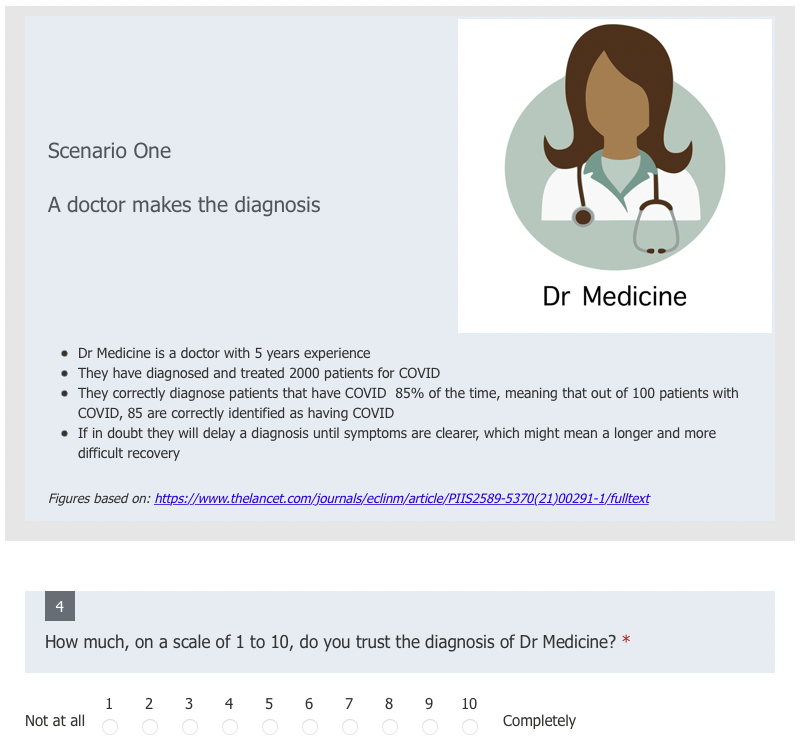 Scenario One
A doctor makes the diagnosis
Dr Medicine
Dr Medicine is a doctor with 5 years experience
They have diagnosed and treated 2000 patients for COVID
They correctly diagnose patients that have COVID  85% of the time, meaning that out of 100 patients with
COVID, 85 are correctly identified as having COVID
If in doubt they will delay a diagnosis until symptoms are clearer, which might mean a longer and more
difficult recovery
Figures based on: https://www.thelancet.com/journals/eclinm/article/PIIS2589-5370(21)00291-1/fulltext
4
How much, on a scale of 1 to 10, do you trust the diagnosis of Dr Medicine? *
1 2 3 4 5 6 7 8 9 10
Not at all Completely